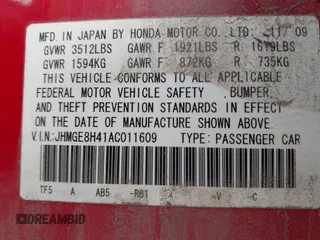 MFD. IN JAPAN BY HONDA MOTOR CO., LTD. 11/09
GVWR 3512LBS GAWR F 1921LBS R 1619LBS
GVWR 1594KG GAWR F 872KG R 735KG
THIS VEHICLE CONFORMS TO ALL APPLICABLE
FEDERAL MOTOR VEHICLE SAFETY, BUMPER,
AND THEFT PREVENTION STANDARDS IN EFFECT
ON THE DATE OF MANUFACTURE SHOWN ABOVE.
V.I.N.:JHMGE8H41AC011609 TYPE: PASSENGER CAR
TF5 A AB5 -R81 X -V -C
DREAMBID